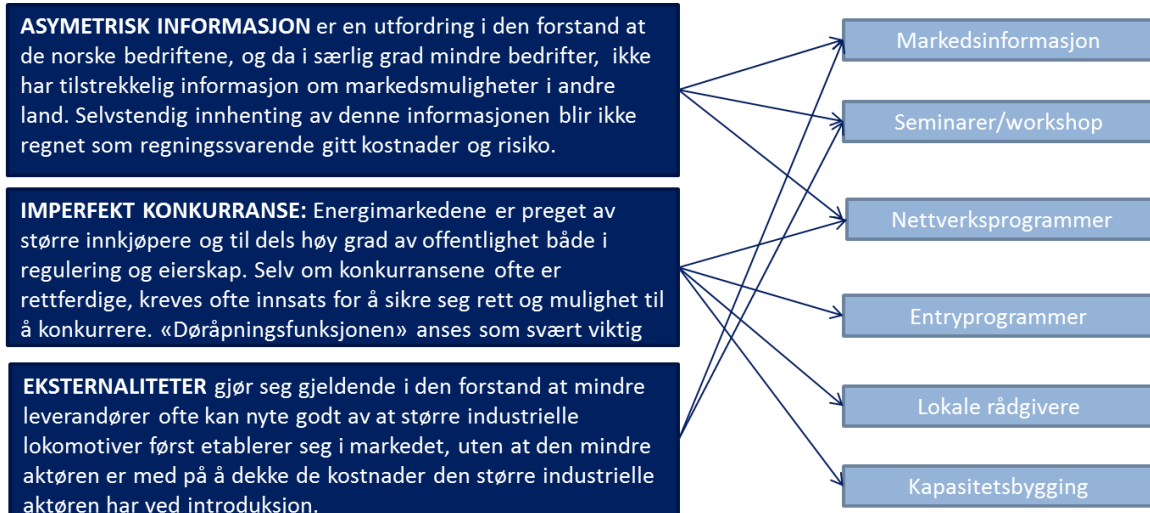 ASYMETRISK INFORMASJON er en utfordring i den forstand at
de norske bedriftene, og da i særlig grad mindre bedrifter, ikke
har tilstrekkelig informasjon om markedsmuligheter i andre
land. Selvstendig innhenting av denne informasjonen blir ikke
regnet som regningssvarende gitt kostnader og risiko.
IMPERFEKT KONKURRANSE: Energimarkedene er preget av
større innkjøpere og til dels høy grad av offentlighet både i
regulering og eierskap. Selv om konkurransene ofte er
rettferdige, kreves ofte innsats for å sikre seg rett og mulighet til
å konkurrere. «Døråpningsfunksjonen» anses som svært viktig
EKSTERNALITETER gjør seg gjeldende i den forstand at mindre
leverandører ofte kan nyte godt av at større industrielle
lokomotiver først etablerer seg i markedet, uten at den mindre
aktøren er med på å dekke de kostnader den større industrielle
aktøren har ved introduksjon.
Markedsinformasjon
Seminarer/workshop
Nettverksprogrammer
Entryprogrammer
Lokale rådgivere
Kapasitetsbygging